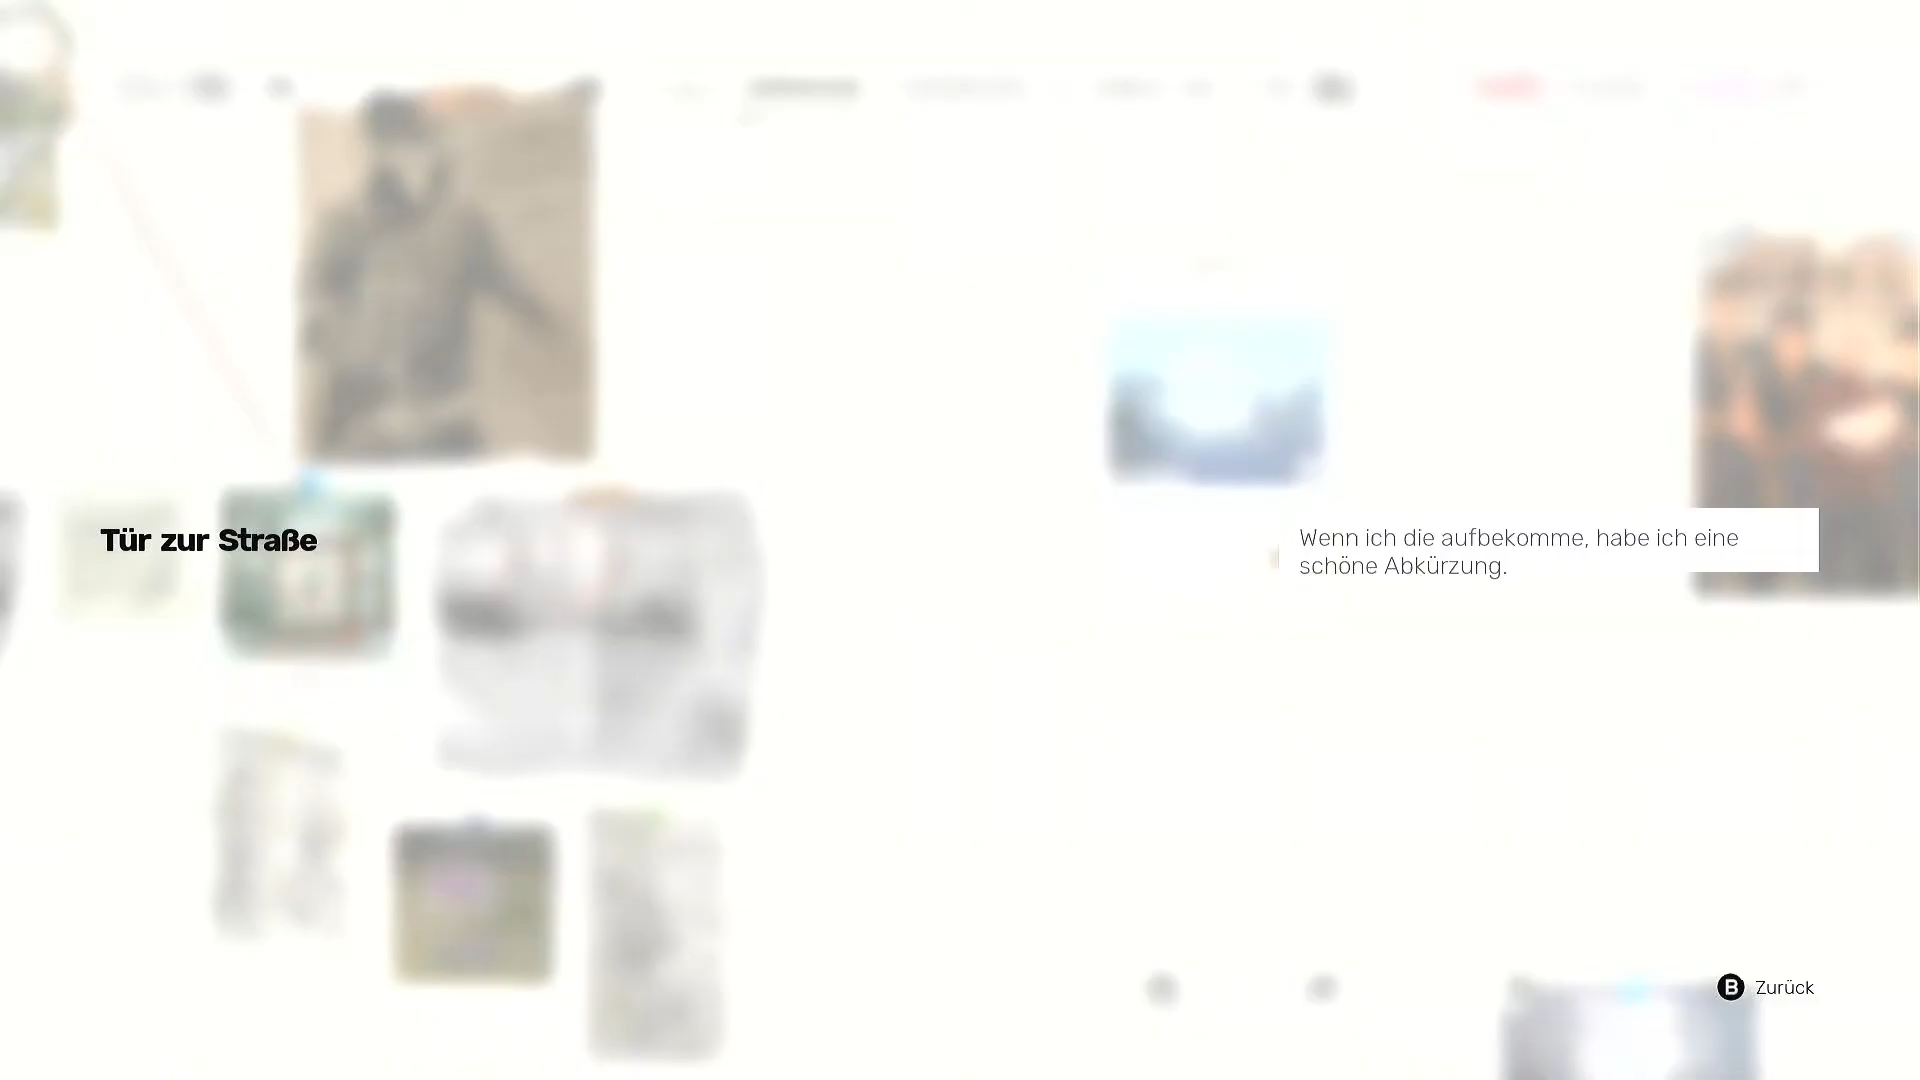 Tür zur Straße
Wenn ich die aufbekomme, habe ich eine
schöne Abkürzung.
B Zurück